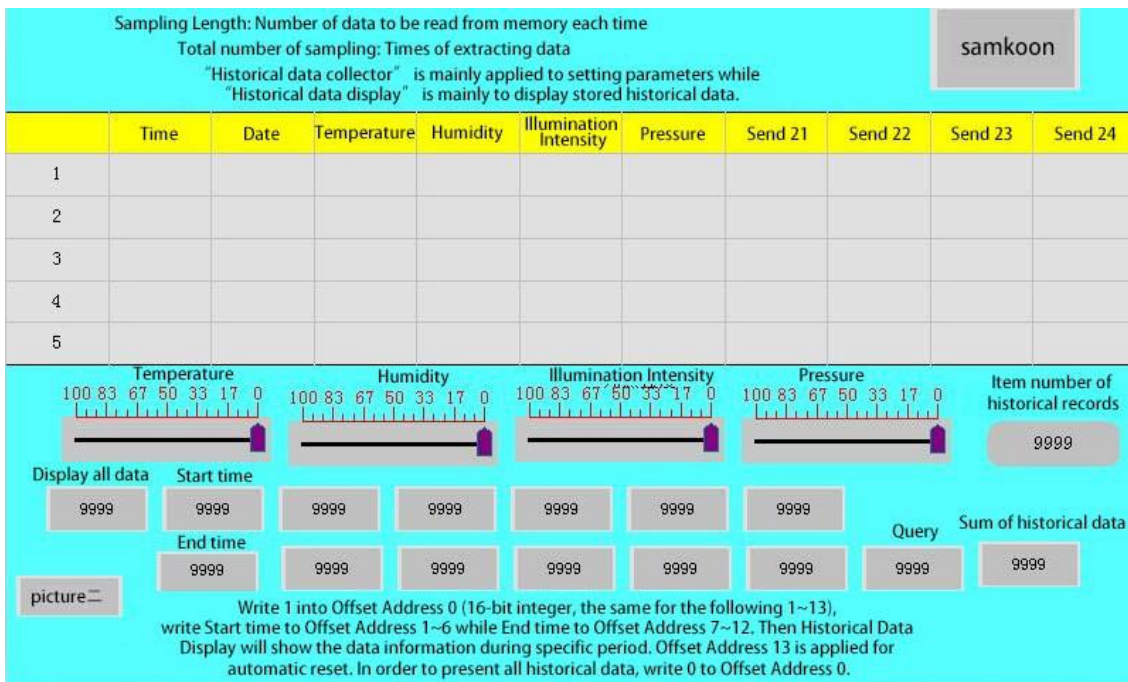 Sampling Length: Number of data to be read from memory each time
Total number of sampling: Times of extracting data
“Historical data collector” is mainly applied to setting parameters while
“Historical data display” is mainly to display stored historical data.
samkoon
Time Date Temperature Humidity Illumination Intensity Pressure Send 21 Send 22 Send 23 Send 24
1
2
3
4
5
Temperature
100 83 67 50 33 17 0
Humidity
100 83 67 50 33 17 0
Illumination Intensity
100 83 67 50 33 17 0
Pressure
100 83 67 50 33 17 0
Item number of
historical records
9999
Display all data Start time
9999 9999 9999 9999 9999 9999 9999
End time Query Sum of historical data
9999 9999 9999 9999 9999 9999 9999 9999
picture二
Write 1 into Offset Address 0 (16-bit integer, the same for the following 1~13),
write Start time to Offset Address 1~6 while End time to Offset Address 7~12. Then Historical Data
Display will show the data information during specific period. Offset Address 13 is applied for
automatic reset. In order to present all historical data, write 0 to Offset Address 0.